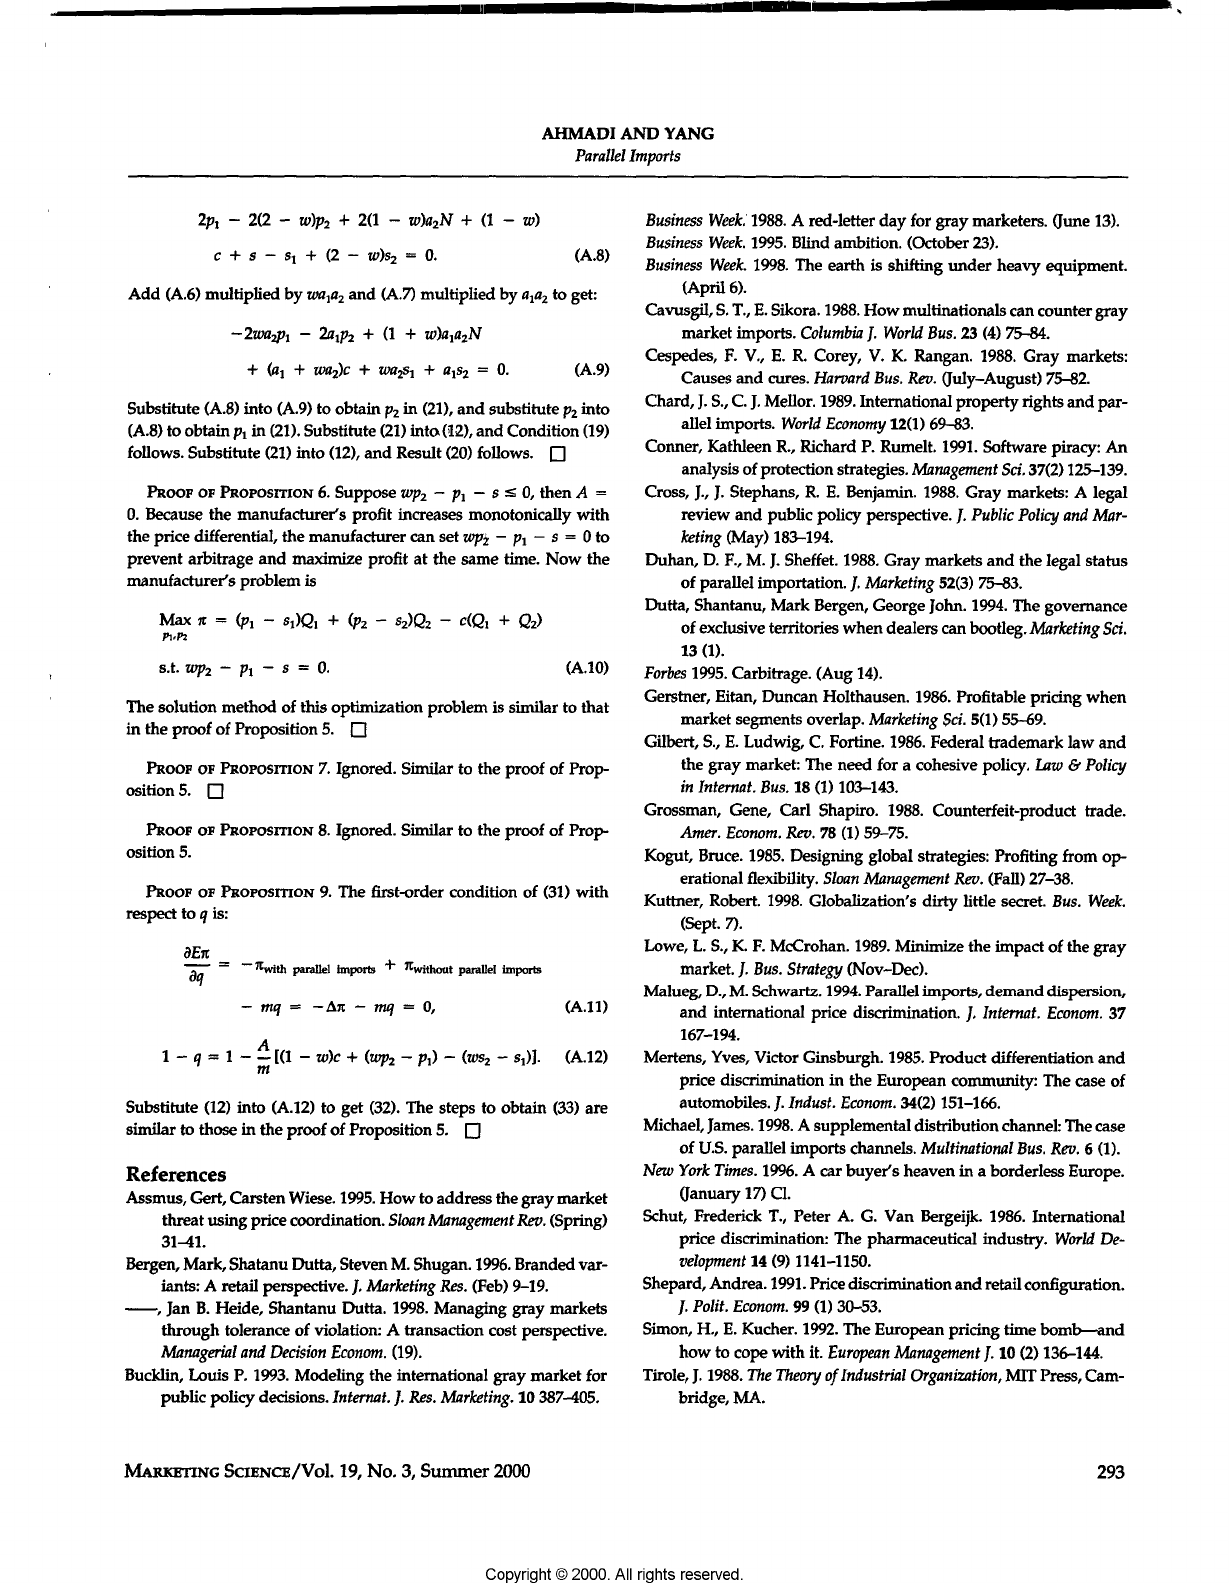 AHMADI AND YANG
Parallel Imports
2p₁ − 2(2 − w)p₂ + 2(1 − w)a₂N + (1 − w)
c + s − s₁ + (2 − w)s₂ = 0. (A.8)
Add (A.6) multiplied by wa₁a₂ and (A.7) multiplied by a₁a₂ to get:
−2wa₂p₁ − 2a₁p₂ + (1 + w)a₁a₂N
+ (a₁ + wa₂)c + wa₂s₁ + a₁s₂ = 0. (A.9)
Substitute (A.8) into (A.9) to obtain p₂ in (21), and substitute p₂ into
(A.8) to obtain p₁ in (21). Substitute (21) into (12), and Condition (19)
follows. Substitute (21) into (12), and Result (20) follows. □
PROOF OF PROPOSITION 6. Suppose wp₂ − p₁ − s ≤ 0, then A =
0. Because the manufacturer's profit increases monotonically with
the price differential, the manufacturer can set wp₂ − p₁ − s = 0 to
prevent arbitrage and maximize profit at the same time. Now the
manufacturer's problem is
Max π = (p₁ − s₁)Q₁ + (p₂ − s₂)Q₂ − c(Q₁ + Q₂)
p₁,p₂
s.t. wp₂ − p₁ − s = 0. (A.10)
The solution method of this optimization problem is similar to that
in the proof of Proposition 5. □
PROOF OF PROPOSITION 7. Ignored. Similar to the proof of Prop-
osition 5. □
PROOF OF PROPOSITION 8. Ignored. Similar to the proof of Prop-
osition 5.
PROOF OF PROPOSITION 9. The first-order condition of (31) with
respect to q is:
∂Eπ/∂q = −π with parallel imports + π without parallel imports
− mq = −Δπ − mq = 0, (A.11)
1 − q = 1 − A/m [(1 − w)c + (wp₂ − p₁) − (ws₂ − s₁)]. (A.12)
Substitute (12) into (A.12) to get (32). The steps to obtain (33) are
similar to those in the proof of Proposition 5. □
References
Assmus, Gert, Carsten Wiese. 1995. How to address the gray market
threat using price coordination. Sloan Management Rev. (Spring)
31–41.
Bergen, Mark, Shatanu Dutta, Steven M. Shugan. 1996. Branded var-
iants: A retail perspective. J. Marketing Res. (Feb) 9–19.
——, Jan B. Heide, Shantanu Dutta. 1998. Managing gray markets
through tolerance of violation: A transaction cost perspective.
Managerial and Decision Econom. (19).
Bucklin, Louis P. 1993. Modeling the international gray market for
public policy decisions. Internat. J. Res. Marketing. 10 387–405.
Business Week. 1988. A red-letter day for gray marketers. (June 13).
Business Week. 1995. Blind ambition. (October 23).
Business Week. 1998. The earth is shifting under heavy equipment.
(April 6).
Cavusgil, S. T., E. Sikora. 1988. How multinationals can counter gray
market imports. Columbia J. World Bus. 23 (4) 75–84.
Cespedes, F. V., E. R. Corey, V. K. Rangan. 1988. Gray markets:
Causes and cures. Harvard Bus. Rev. (July–August) 75–82.
Chard, J. S., C. J. Mellor. 1989. International property rights and par-
allel imports. World Economy 12(1) 69–83.
Conner, Kathleen R., Richard P. Rumelt. 1991. Software piracy: An
analysis of protection strategies. Management Sci. 37(2) 125–139.
Cross, J., J. Stephans, R. E. Benjamin. 1988. Gray markets: A legal
review and public policy perspective. J. Public Policy and Mar-
keting (May) 183–194.
Duhan, D. F., M. J. Sheffet. 1988. Gray markets and the legal status
of parallel importation. J. Marketing 52(3) 75–83.
Dutta, Shantanu, Mark Bergen, George John. 1994. The governance
of exclusive territories when dealers can bootleg. Marketing Sci.
13 (1).
Forbes 1995. Carbitrage. (Aug 14).
Gerstner, Eitan, Duncan Holthausen. 1986. Profitable pricing when
market segments overlap. Marketing Sci. 5(1) 55–69.
Gilbert, S., E. Ludwig, C. Fortine. 1986. Federal trademark law and
the gray market: The need for a cohesive policy. Law & Policy
in Internat. Bus. 18 (1) 103–143.
Grossman, Gene, Carl Shapiro. 1988. Counterfeit-product trade.
Amer. Econom. Rev. 78 (1) 59–75.
Kogut, Bruce. 1985. Designing global strategies: Profiting from op-
erational flexibility. Sloan Management Rev. (Fall) 27–38.
Kuttner, Robert. 1998. Globalization's dirty little secret. Bus. Week.
(Sept. 7).
Lowe, L. S., K. F. McCrohan. 1989. Minimize the impact of the gray
market. J. Bus. Strategy (Nov–Dec).
Malueg, D., M. Schwartz. 1994. Parallel imports, demand dispersion,
and international price discrimination. J. Internat. Econom. 37
167–194.
Mertens, Yves, Victor Ginsburgh. 1985. Product differentiation and
price discrimination in the European community: The case of
automobiles. J. Indust. Econom. 34(2) 151–166.
Michael, James. 1998. A supplemental distribution channel: The case
of U.S. parallel imports channels. Multinational Bus. Rev. 6 (1).
New York Times. 1996. A car buyer's heaven in a borderless Europe.
(January 17) Cl.
Schut, Frederick T., Peter A. G. Van Bergeijk. 1986. International
price discrimination: The pharmaceutical industry. World De-
velopment 14 (9) 1141–1150.
Shepard, Andrea. 1991. Price discrimination and retail configuration.
J. Polit. Econom. 99 (1) 30–53.
Simon, H., E. Kucher. 1992. The European pricing time bomb—and
how to cope with it. European Management J. 10 (2) 136–144.
Tirole, J. 1988. The Theory of Industrial Organization, MIT Press, Cam-
bridge, MA.
MARKETING SCIENCE/Vol. 19, No. 3, Summer 2000 293
Copyright © 2000. All rights reserved.